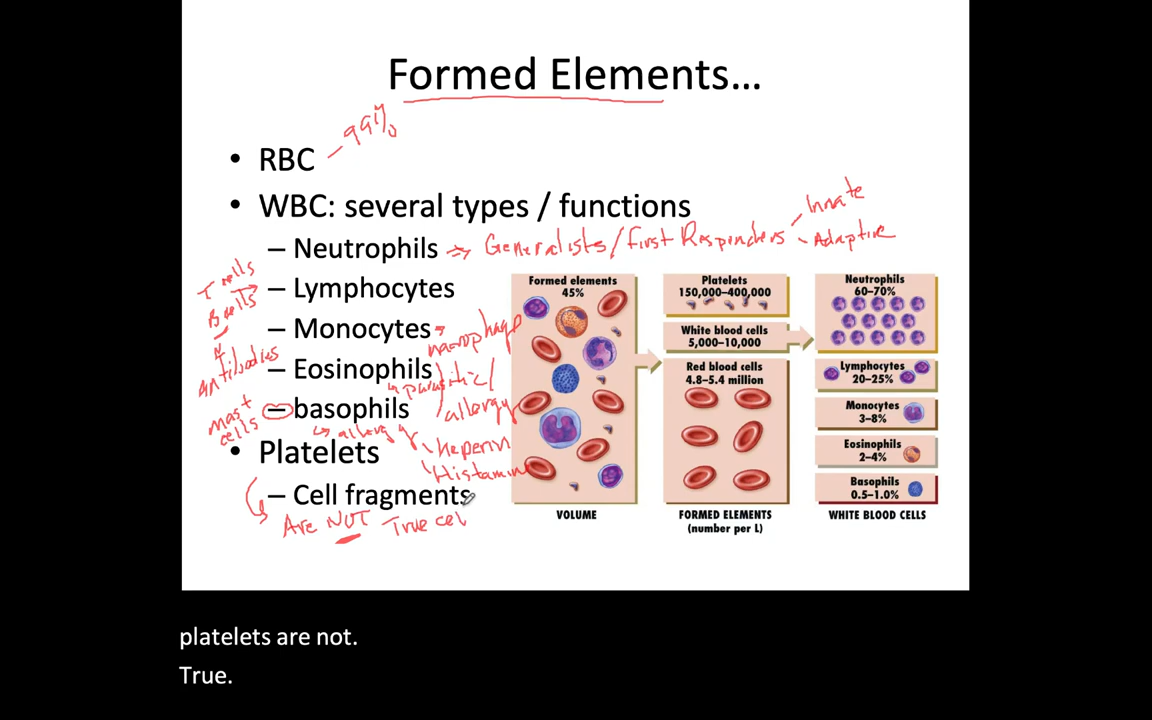 Formed Elements…
99%
• RBC
• WBC: several types / functions
Innate
– Neutrophils → Generalists / First Responders
Adaptive
T cells
B cells
– Lymphocytes
– Monocytes
macrophage
Antibodies
– Eosinophils
parasitic/
allergy
mast
cells
– basophils
allergy
Heperin
Histamine
• Platelets
– Cell fragments
Are NOT True cel
Formed elements
45%
Platelets
150,000–400,000
White blood cells
5,000–10,000
Red blood cells
4.8–5.4 million
Neutrophils
60–70%
Lymphocytes
20–25%
Monocytes
3–8%
Eosinophils
2–4%
Basophils
0.5–1.0%
VOLUME
FORMED ELEMENTS
(number per L)
WHITE BLOOD CELLS
platelets are not.
True.